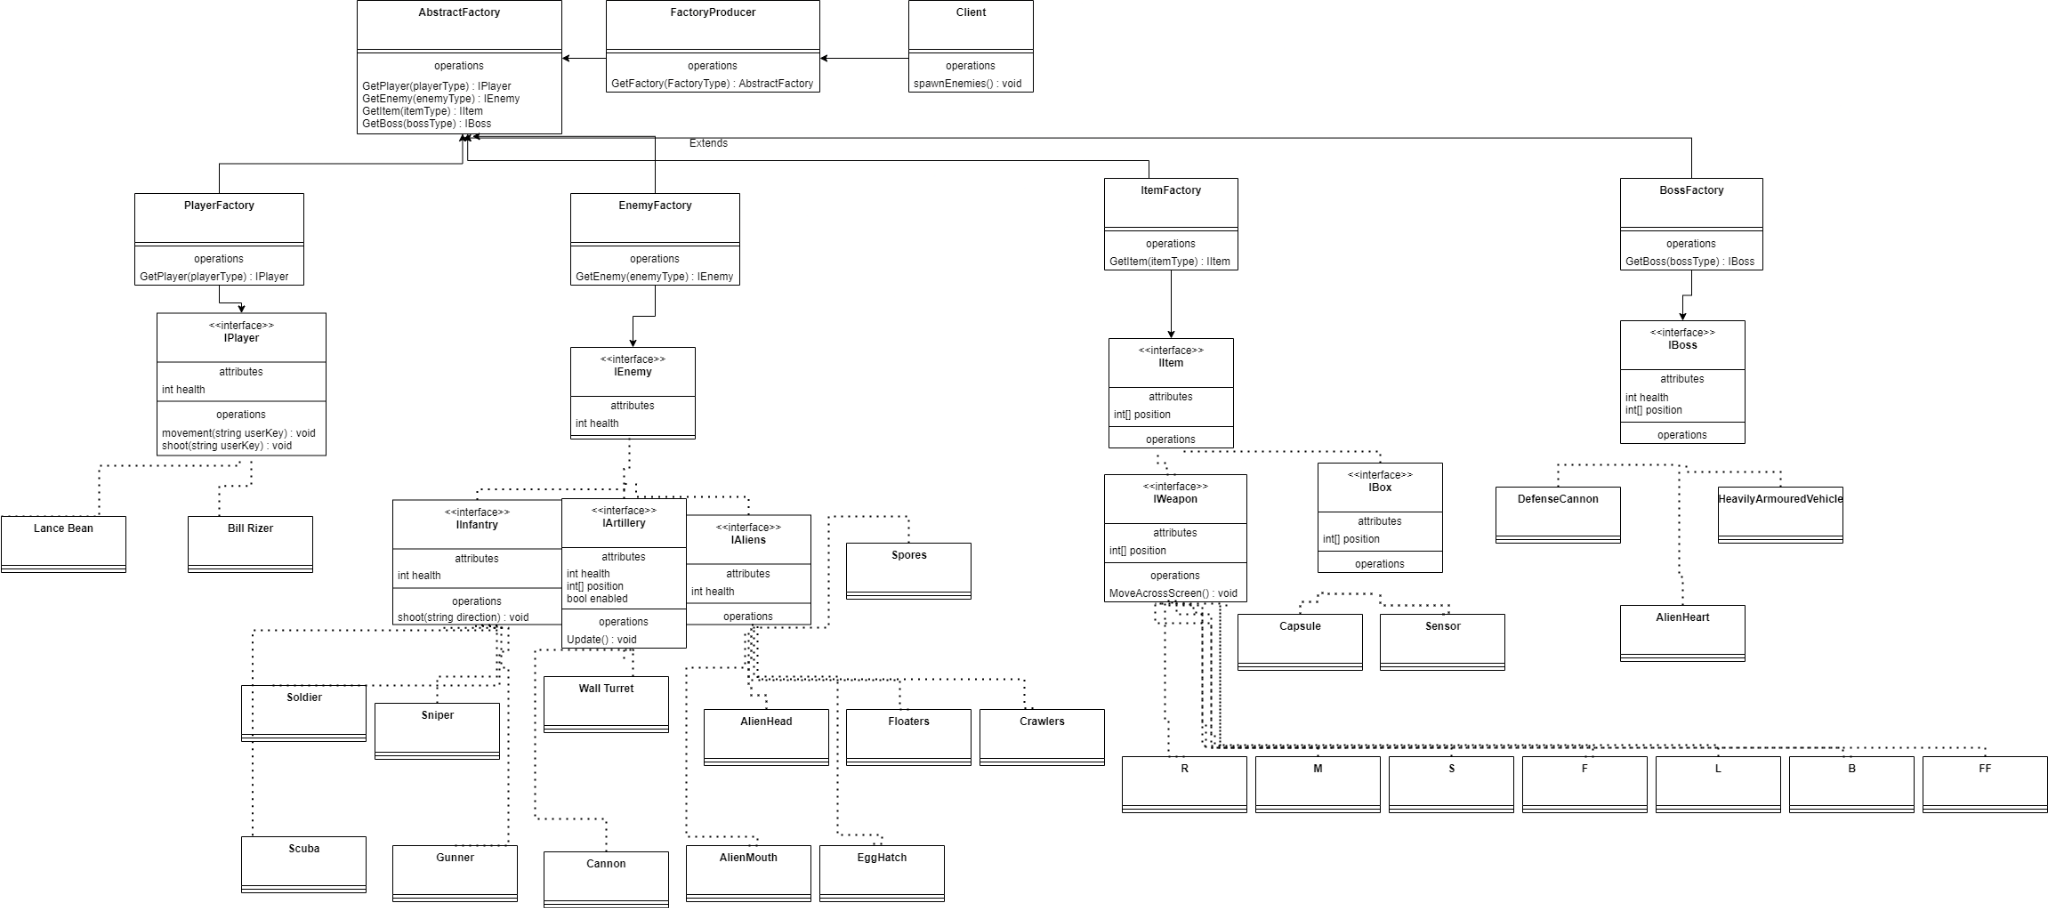 AbstractFactory
operations
GetPlayer(playerType) : IPlayer
GetEnemy(enemyType) : IEnemy
GetItem(itemType) : IItem
GetBoss(bossType) : IBoss
FactoryProducer
operations
GetFactory(FactoryType) : AbstractFactory
Client
operations
spawnEnemies() : void
Extends
PlayerFactory
operations
GetPlayer(playerType) : IPlayer
EnemyFactory
operations
GetEnemy(enemyType) : IEnemy
ItemFactory
operations
GetItem(itemType) : IItem
BossFactory
operations
GetBoss(bossType) : IBoss
<<interface>>
IPlayer
attributes
int health
operations
movement(string userKey) : void
shoot(string userKey) : void
<<interface>>
IEnemy
attributes
int health
<<interface>>
IItem
attributes
int[] position
operations
<<interface>>
IBoss
attributes
int health
int[] position
operations
Lance Bean
Bill Rizer
<<interface>>
IInfantry
attributes
int health
operations
shoot(string direction) : void
<<interface>>
IArtillery
attributes
int health
int[] position
bool enabled
operations
Update() : void
<<interface>>
IAliens
attributes
int health
operations
Spores
<<interface>>
IWeapon
attributes
int[] position
operations
MoveAcrossScreen() : void
<<interface>>
IBox
attributes
int[] position
operations
DefenseCannon
HeavilyArmouredVehicle
AlienHeart
Capsule
Sensor
Soldier
Sniper
Wall Turret
AlienHead
Floaters
Crawlers
R
M
S
F
L
B
FF
Scuba
Gunner
Cannon
AlienMouth
EggHatch